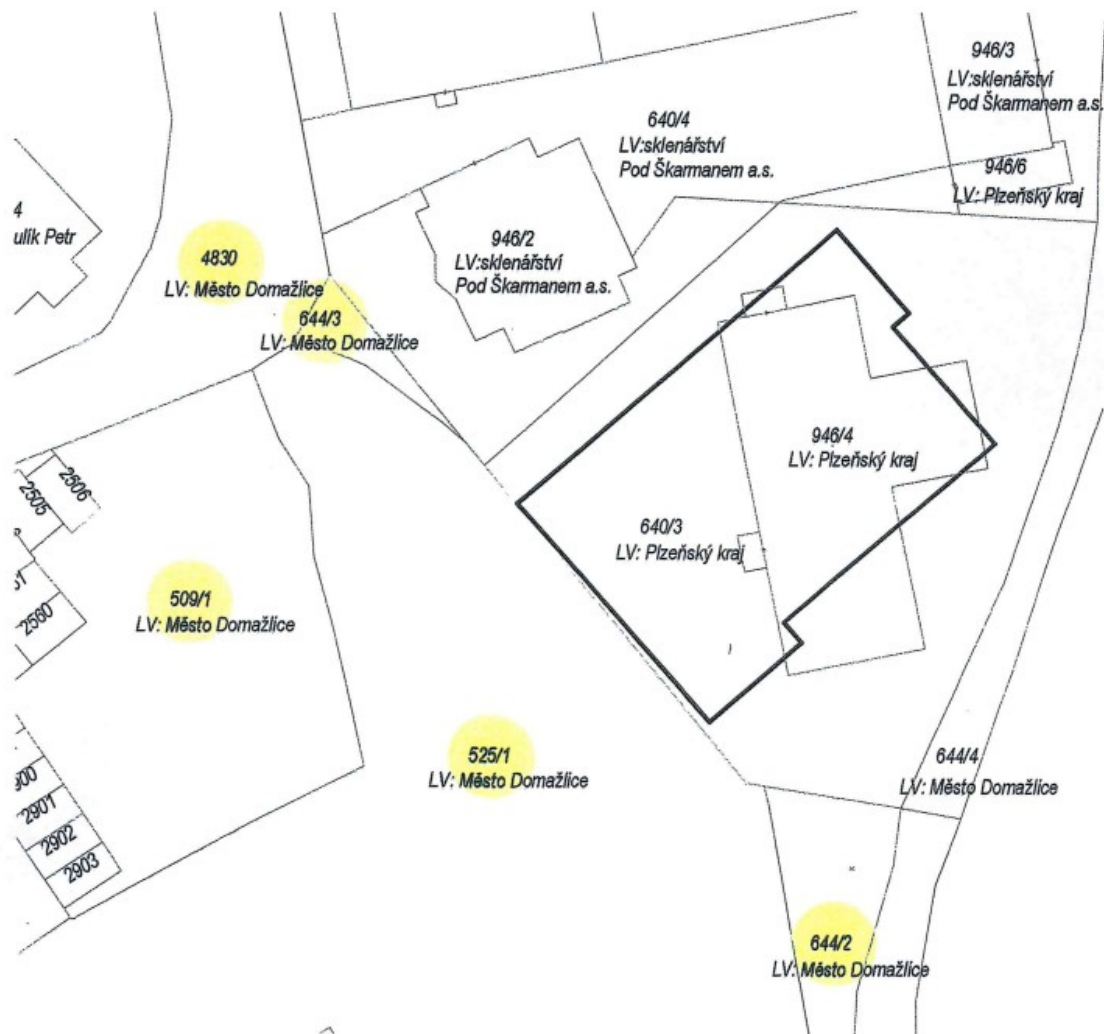 946/3
LV:sklenářství
Pod Škarmanem a.s.
640/4
LV:sklenářství
Pod Škarmanem a.s.
946/6
LV: Plzeňský kraj
4
ulík Petr
4830
LV: Město Domažlice
946/2
LV:sklenářství
Pod Škarmanem a.s.
644/3
LV: Město Domažlice
946/4
LV: Plzeňský kraj
2506
2505
640/3
LV: Plzeňský kraj
509/1
LV: Město Domažlice
2560
525/1
LV: Město Domažlice
644/4
LV: Město Domažlice
900
2901
2902
2903
644/2
LV: Město Domažlice